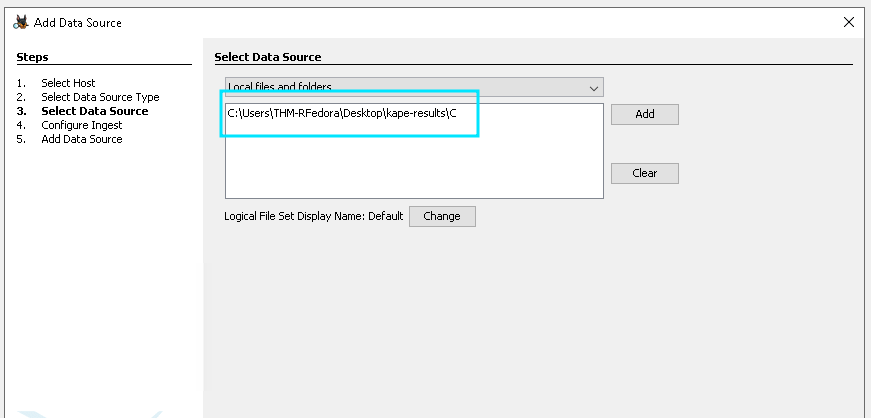 Add Data Source
Steps
1. Select Host
2. Select Data Source Type
3. Select Data Source
4. Configure Ingest
5. Add Data Source
Select Data Source
Local files and folders
C:\Users\THM-RFedora\Desktop\kape-results\C
Add
Clear
Logical File Set Display Name: Default
Change